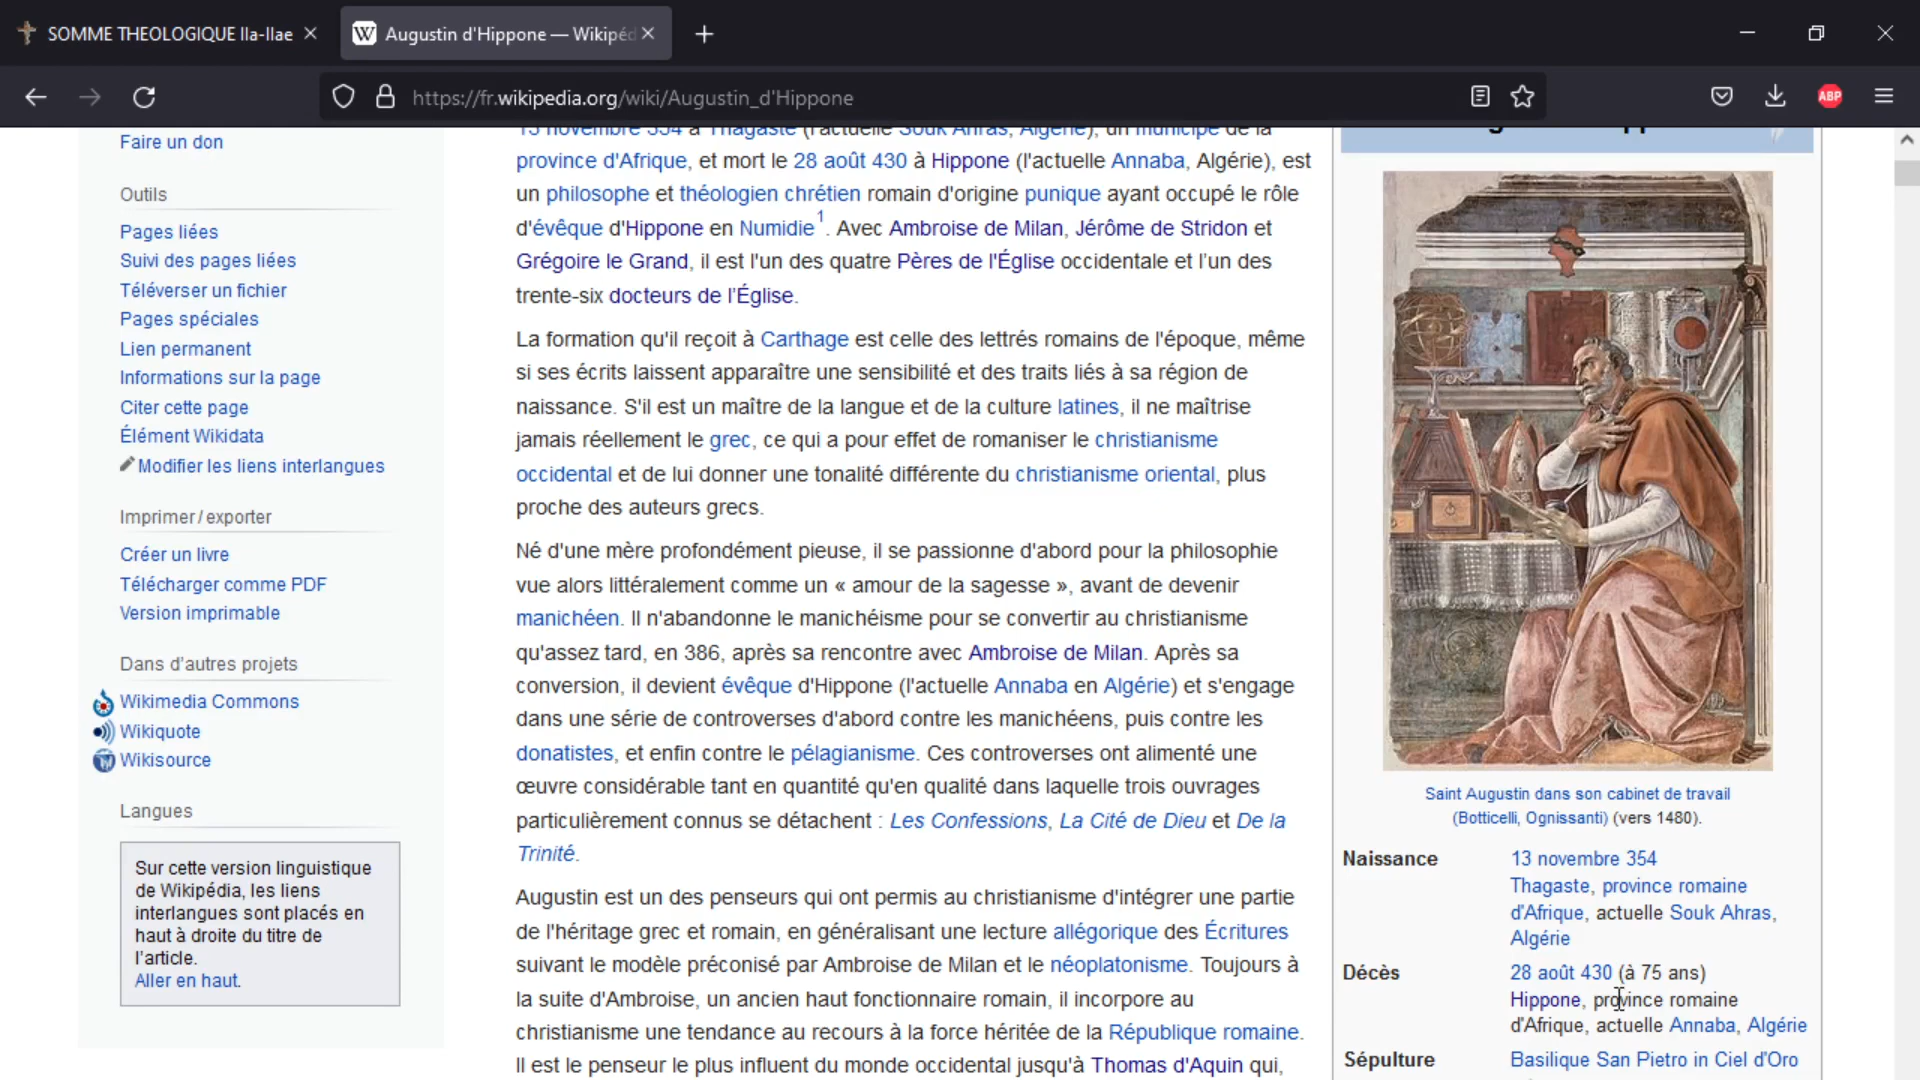 SOMME THEOLOGIQUE IIa-IIae
Augustin d'Hippone — Wikipéd
https://fr.wikipedia.org/wiki/Augustin_d'Hippone
ABP
Faire un don
Outils
Pages liées
Suivi des pages liées
Téléverser un fichier
Pages spéciales
Lien permanent
Informations sur la page
Citer cette page
Élément Wikidata
Modifier les liens interlangues
Imprimer / exporter
Créer un livre
Télécharger comme PDF
Version imprimable
Dans d'autres projets
Wikimedia Commons
Wikiquote
Wikisource
Langues
Sur cette version linguistique
de Wikipédia, les liens
interlangues sont placés en
haut à droite du titre de
l'article.
Aller en haut.
13 novembre 354 à Thagaste (l'actuelle Souk Ahras, Algérie), un municipe de la
province d'Afrique, et mort le 28 août 430 à Hippone (l'actuelle Annaba, Algérie), est
un philosophe et théologien chrétien romain d'origine punique ayant occupé le rôle
d'évêque d'Hippone en Numidie1. Avec Ambroise de Milan, Jérôme de Stridon et
Grégoire le Grand, il est l'un des quatre Pères de l'Église occidentale et l'un des
trente-six docteurs de l'Église.
La formation qu'il reçoit à Carthage est celle des lettrés romains de l'époque, même
si ses écrits laissent apparaître une sensibilité et des traits liés à sa région de
naissance. S'il est un maître de la langue et de la culture latines, il ne maîtrise
jamais réellement le grec, ce qui a pour effet de romaniser le christianisme
occidental et de lui donner une tonalité différente du christianisme oriental, plus
proche des auteurs grecs.
Né d'une mère profondément pieuse, il se passionne d'abord pour la philosophie
vue alors littéralement comme un « amour de la sagesse », avant de devenir
manichéen. Il n'abandonne le manichéisme pour se convertir au christianisme
qu'assez tard, en 386, après sa rencontre avec Ambroise de Milan. Après sa
conversion, il devient évêque d'Hippone (l'actuelle Annaba en Algérie) et s'engage
dans une série de controverses d'abord contre les manichéens, puis contre les
donatistes, et enfin contre le pélagianisme. Ces controverses ont alimenté une
œuvre considérable tant en quantité qu'en qualité dans laquelle trois ouvrages
particulièrement connus se détachent : Les Confessions, La Cité de Dieu et De la
Trinité.
Augustin est un des penseurs qui ont permis au christianisme d'intégrer une partie
de l'héritage grec et romain, en généralisant une lecture allégorique des Écritures
suivant le modèle préconisé par Ambroise de Milan et le néoplatonisme. Toujours à
la suite d'Ambroise, un ancien haut fonctionnaire romain, il incorpore au
christianisme une tendance au recours à la force héritée de la République romaine.
Il est le penseur le plus influent du monde occidental jusqu'à Thomas d'Aquin qui,
Saint Augustin dans son cabinet de travail
(Botticelli, Ognissanti) (vers 1480).
Naissance 13 novembre 354
Thagaste, province romaine
d'Afrique, actuelle Souk Ahras,
Algérie
Décès 28 août 430 (à 75 ans)
Hippone, province romaine
d'Afrique, actuelle Annaba, Algérie
Sépulture Basilique San Pietro in Ciel d'Oro